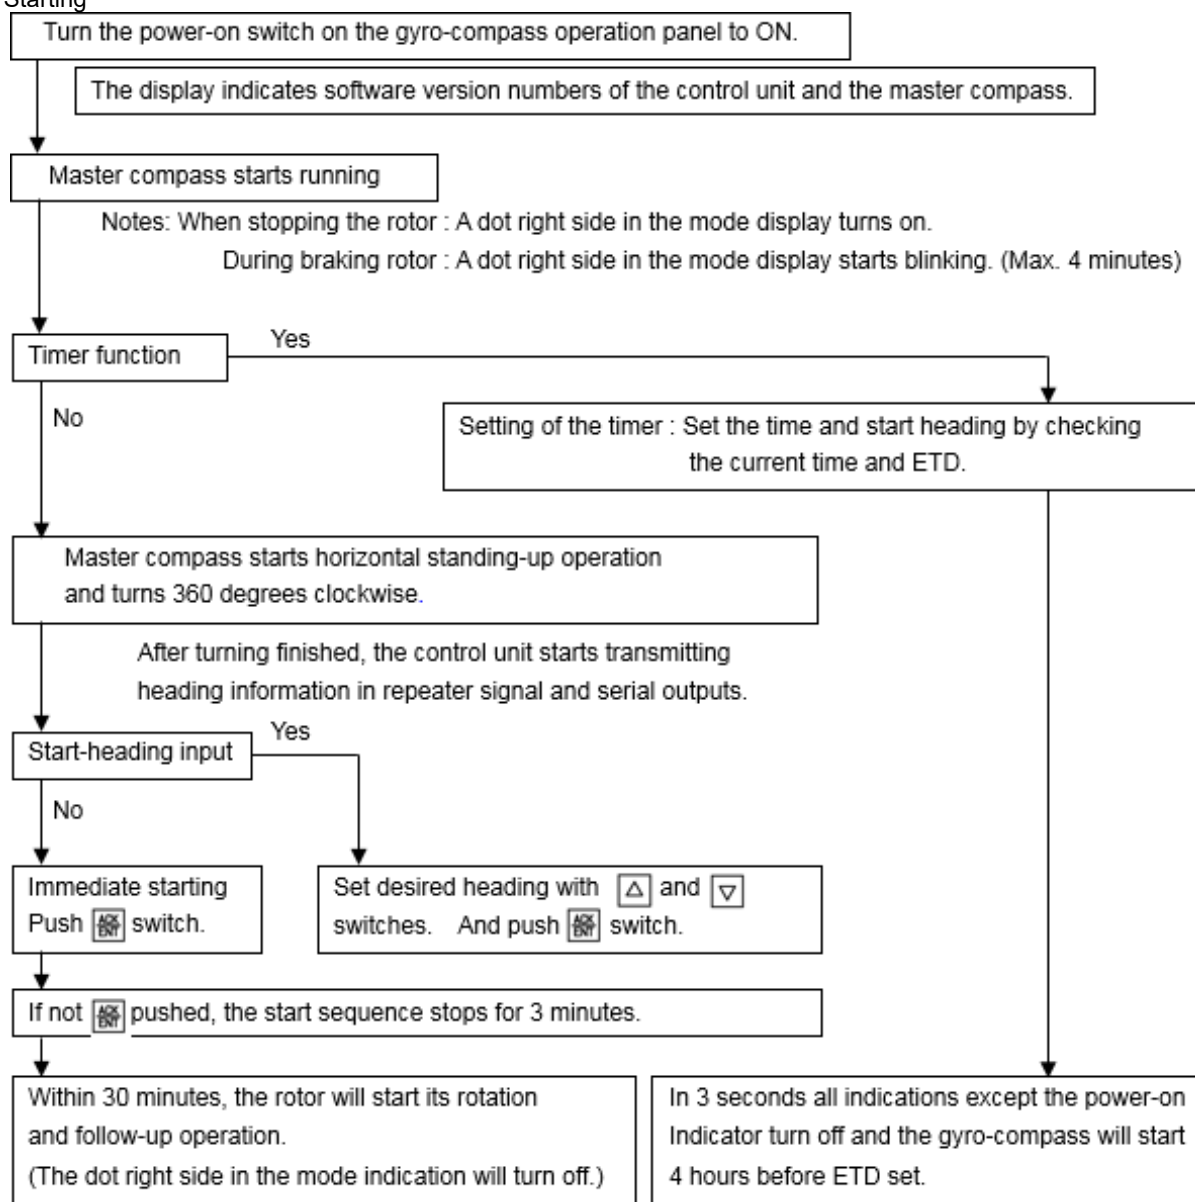 Starting
Turn the power-on switch on the gyro-compass operation panel to ON.
The display indicates software version numbers of the control unit and the master compass.
Master compass starts running
Notes: When stopping the rotor : A dot right side in the mode display turns on.
During braking rotor : A dot right side in the mode display starts blinking. (Max. 4 minutes)
Yes
Timer function
No
Setting of the timer : Set the time and start heading by checking
the current time and ETD.
Master compass starts horizontal standing-up operation
and turns 360 degrees clockwise.
After turning finished, the control unit starts transmitting
heading information in repeater signal and serial outputs.
Yes
Start-heading input
No
Immediate starting
Push ACK ENT switch.
Set desired heading with △ and ▽
switches. And push ACK ENT switch.
If not ACK ENT pushed, the start sequence stops for 3 minutes.
Within 30 minutes, the rotor will start its rotation
and follow-up operation.
(The dot right side in the mode indication will turn off.)
In 3 seconds all indications except the power-on
Indicator turn off and the gyro-compass will start
4 hours before ETD set.